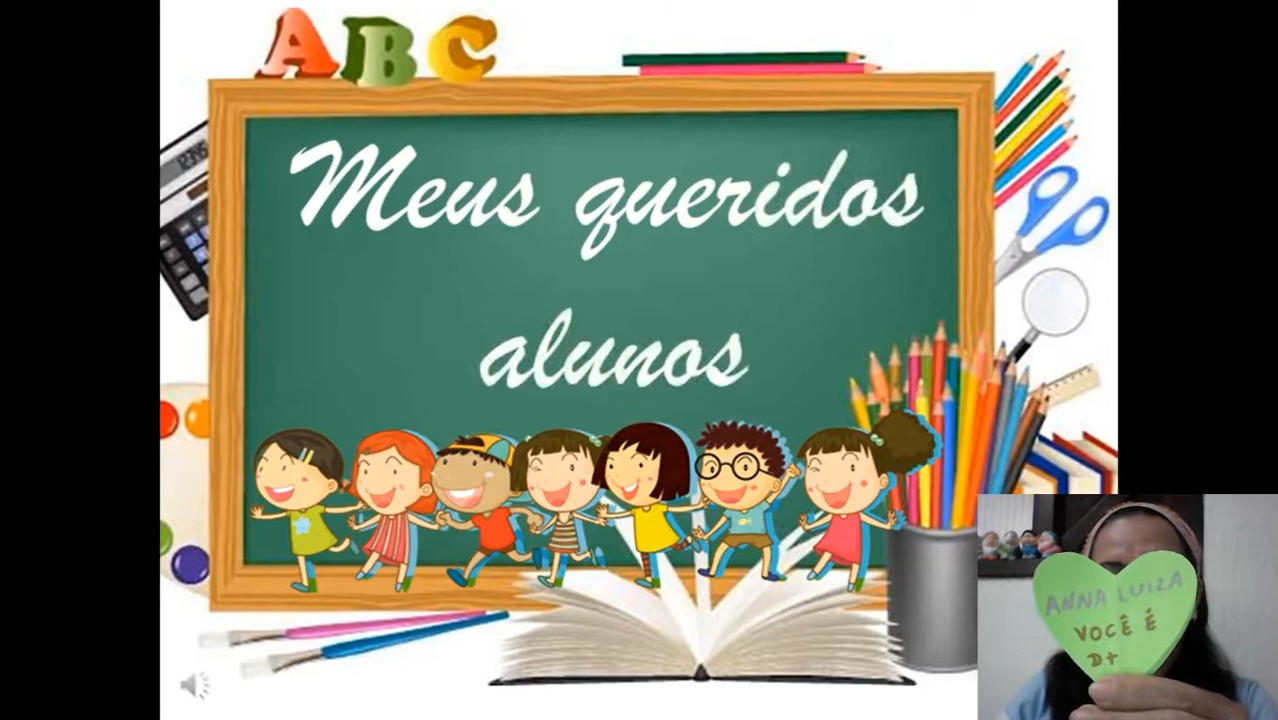 ABC
Meus queridos
alunos
ANNA LUIZA
VOCÊ É
D+